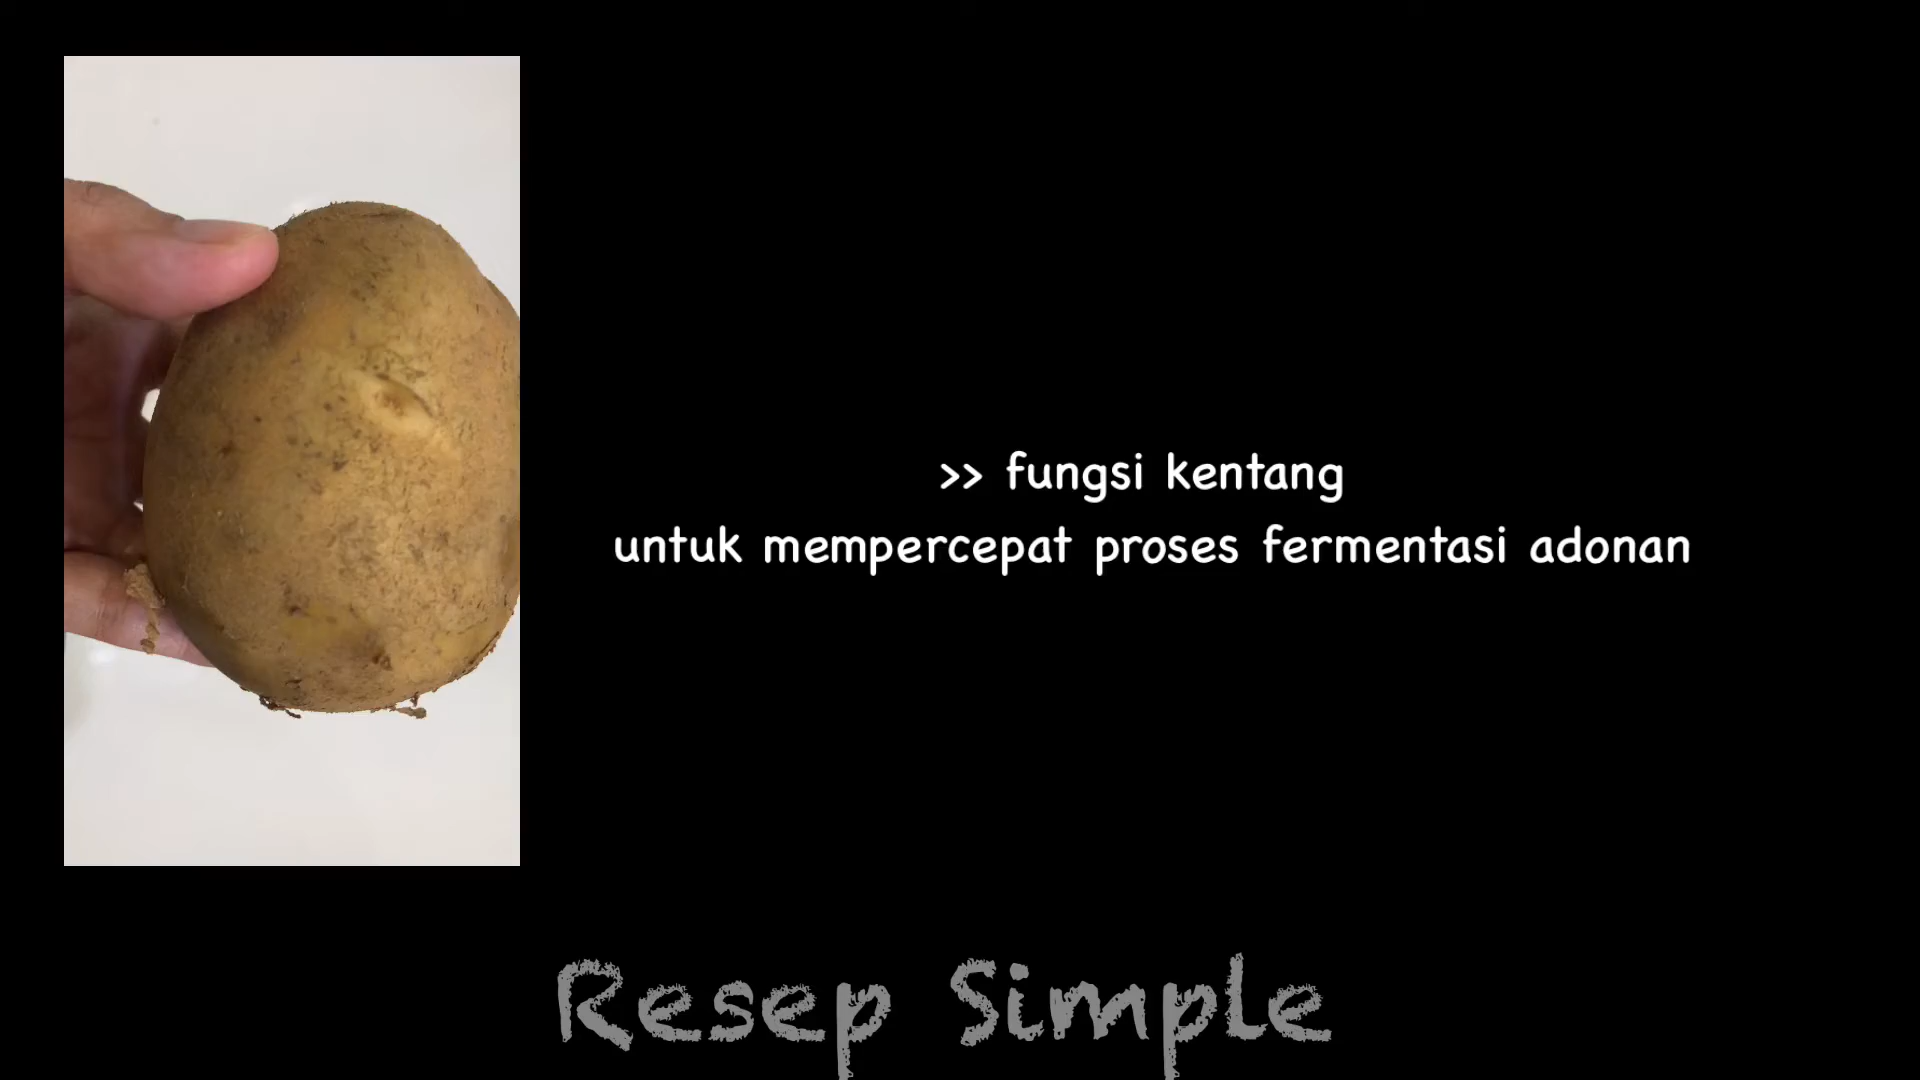 >> fungsi kentang
untuk mempercepat proses fermentasi adonan
Resep Simple